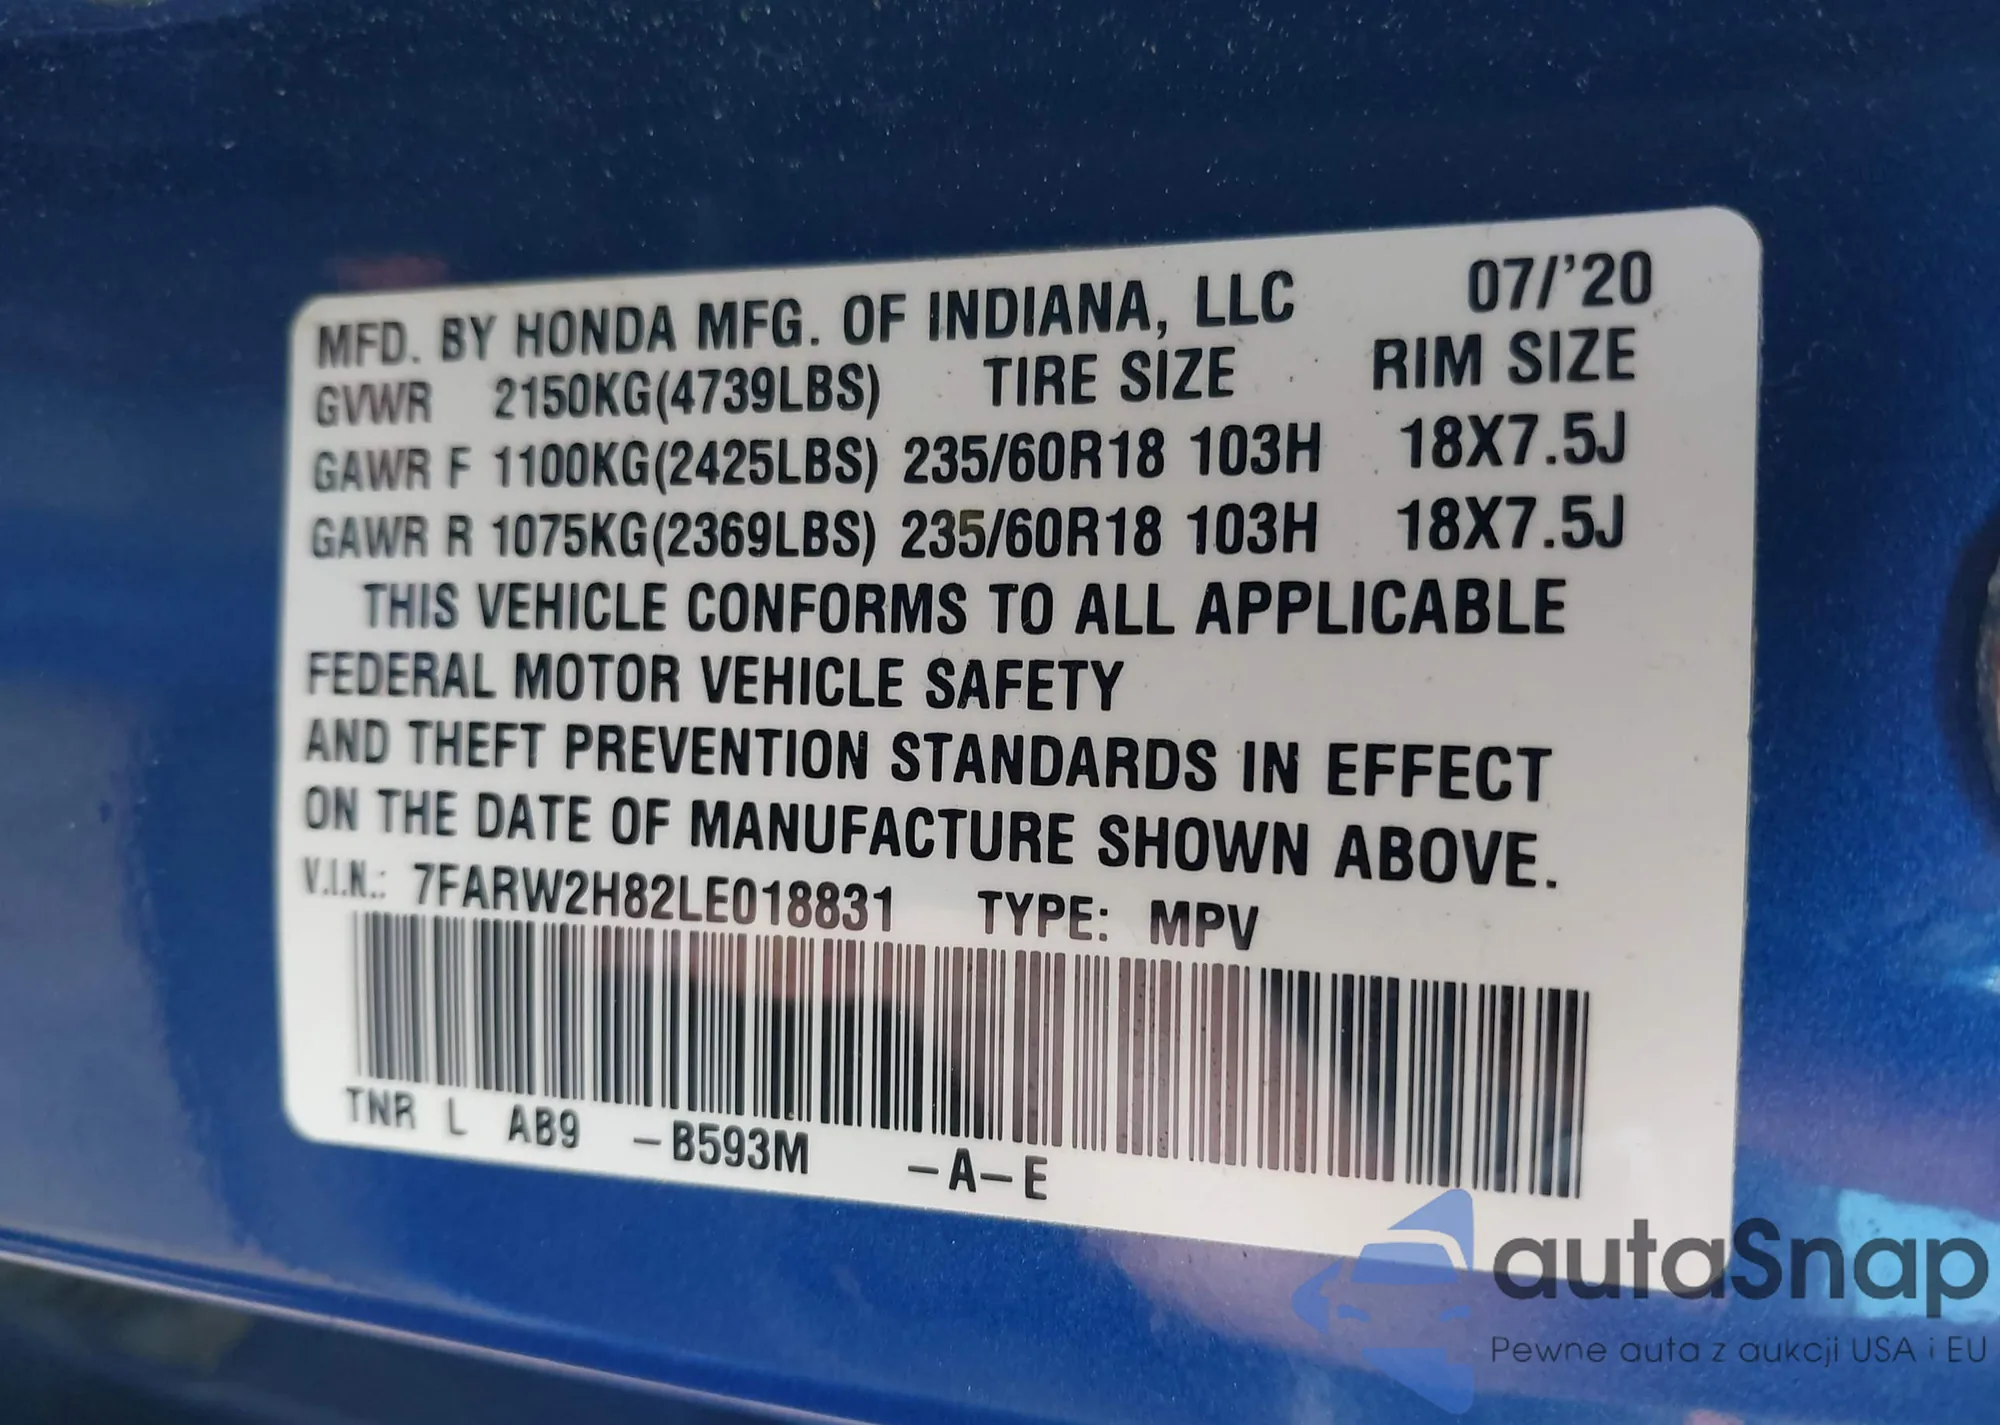 MFD. BY HONDA MFG. OF INDIANA, LLC 07/'20
GVWR 2150KG(4739LBS) TIRE SIZE RIM SIZE
GAWR F 1100KG(2425LBS) 235/60R18 103H 18X7.5J
GAWR R 1075KG(2369LBS) 235/60R18 103H 18X7.5J
THIS VEHICLE CONFORMS TO ALL APPLICABLE
FEDERAL MOTOR VEHICLE SAFETY
AND THEFT PREVENTION STANDARDS IN EFFECT
ON THE DATE OF MANUFACTURE SHOWN ABOVE.
V.I.N.: 7FARW2H82LE018831 TYPE: MPV
TNR L AB9 -B593M -A-E
autaSnap
Pewne auta z aukcji USA i EU